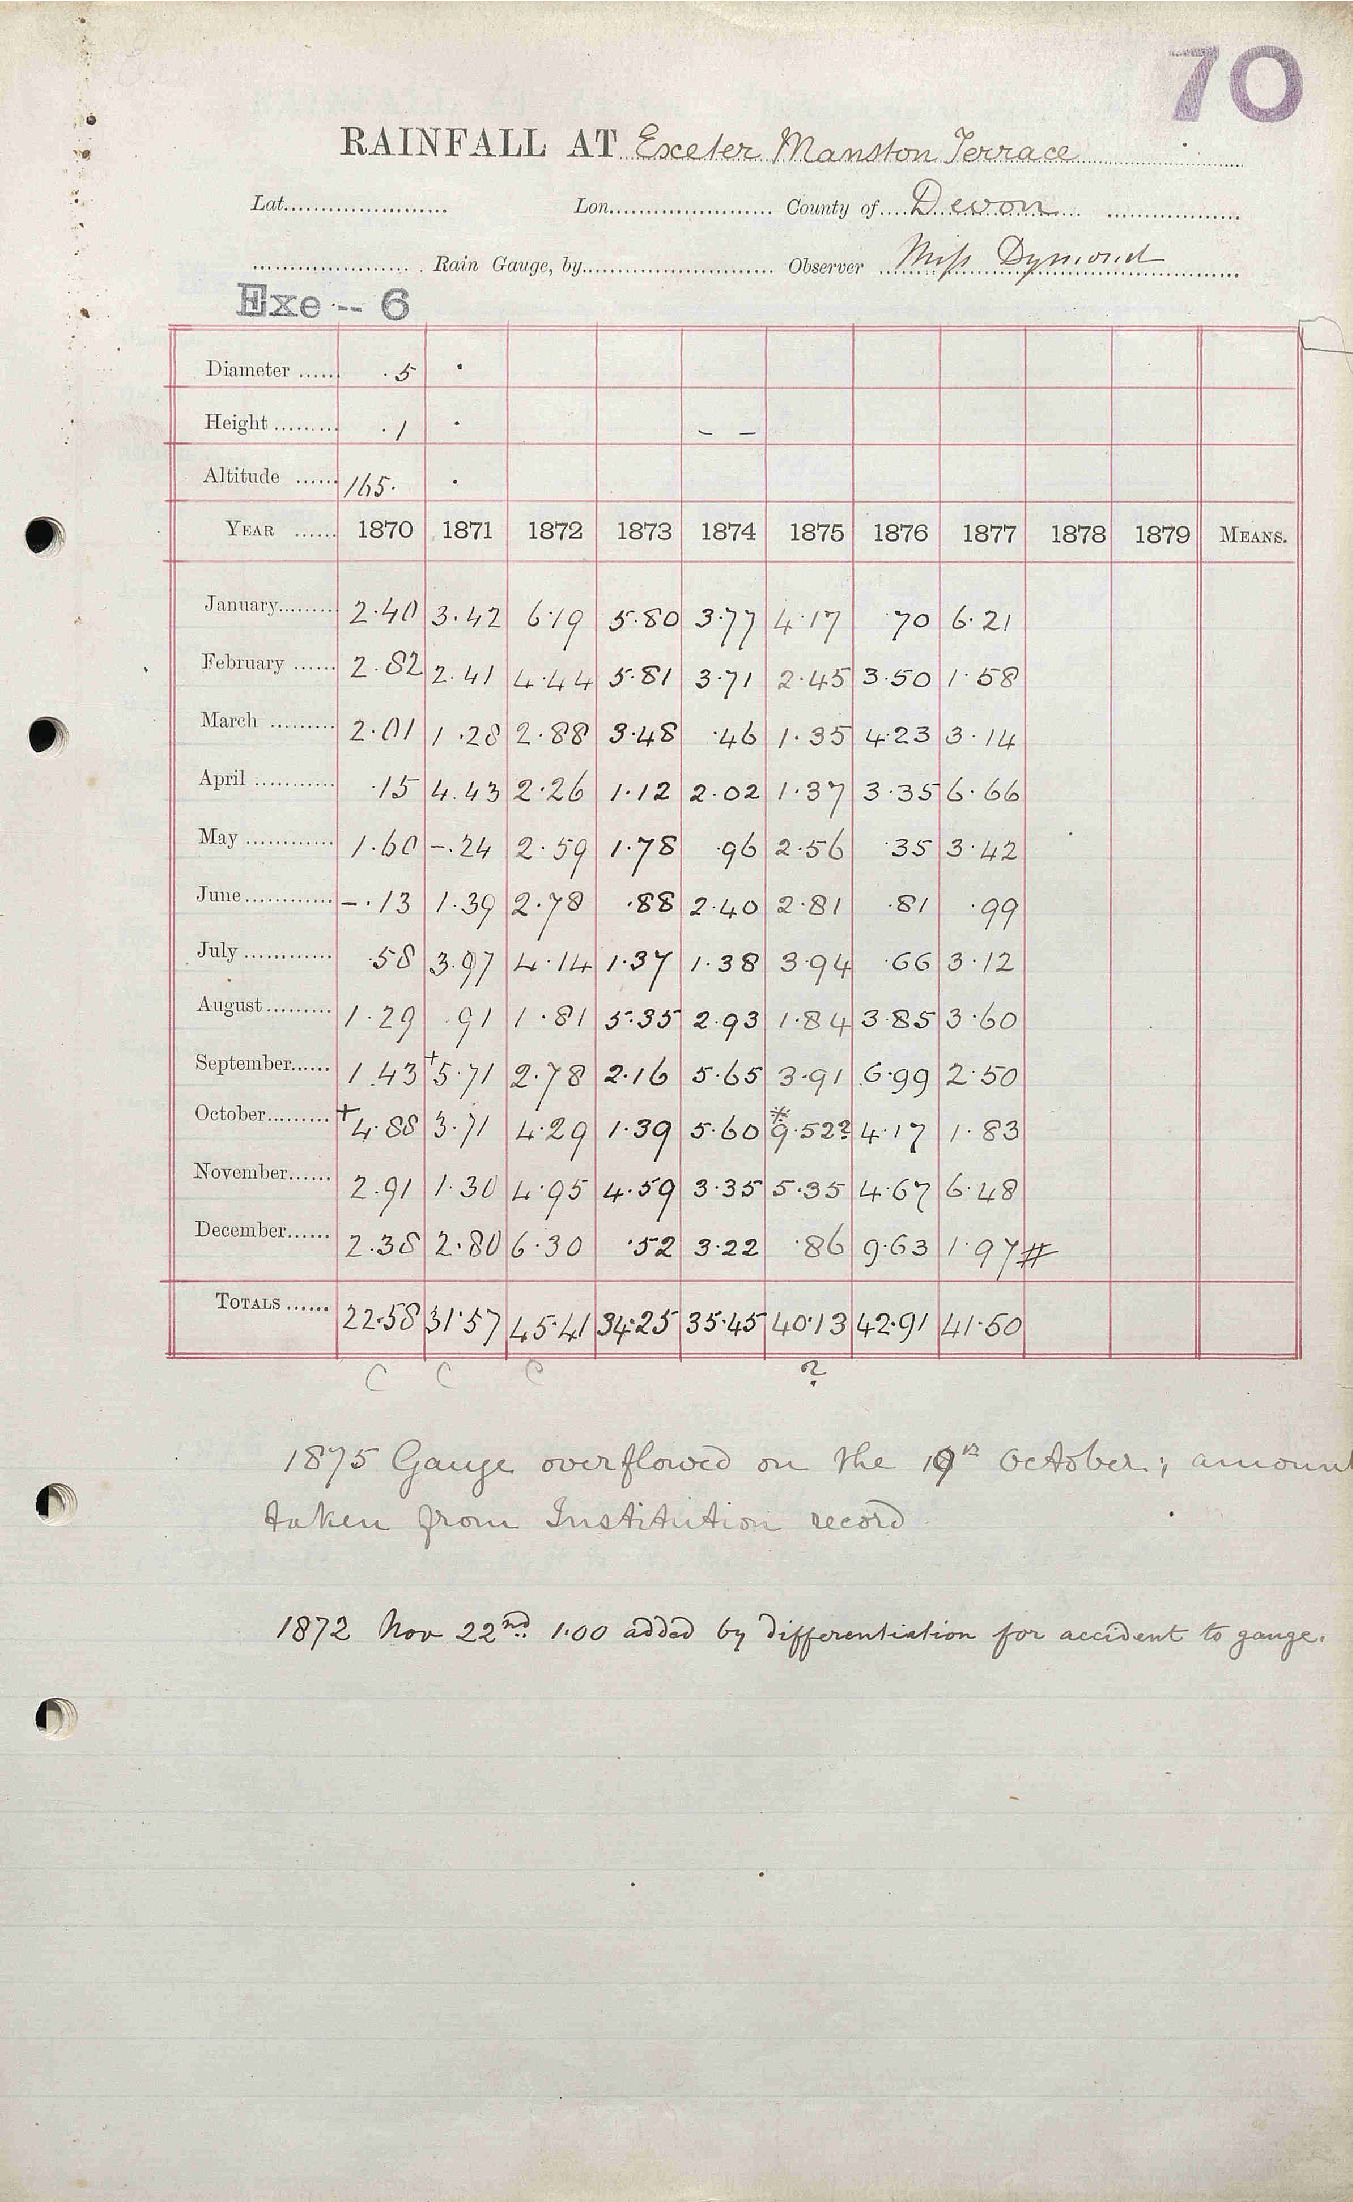 70
RAINFALL AT Exeter Manston Terrace
Lat. Lon. County of Devon
Rain Gauge, by Observer Miss Dymond
Exe -- 6
Diameter 5
Height 1
Altitude 165.
YEAR 1870 1871 1872 1873 1874 1875 1876 1877 1878 1879 MEANS.
January 2.40 3.42 6.19 5.80 3.77 4.17 .70 6.21
February 2.82 2.41 4.44 5.81 3.71 2.45 3.50 1.58
March 2.01 1.28 2.88 3.48 .46 1.35 4.23 3.14
April .15 4.43 2.26 1.12 2.02 1.37 3.35 6.66
May 1.60 -.24 2.59 1.78 .96 2.56 .35 3.42
June -.13 1.39 2.78 .88 2.40 2.81 .81 .99
July .58 3.97 4.14 1.37 1.38 3.94 .66 3.12
August 1.29 .91 1.81 5.35 2.93 1.84 3.85 3.60
September 1.43 +5.71 2.78 2.16 5.65 3.91 6.99 2.50
October +4.88 3.71 4.29 1.39 5.60 *9.52? 4.17 1.83
November 2.91 1.30 4.95 4.59 3.35 5.35 4.67 6.48
December 2.38 2.80 6.30 .52 3.22 .86 9.63 1.97#
TOTALS 22.58 31.57 45.41 34.25 35.45 40.13 42.91 41.50
C C C ?
1875 Gauge overflowed on the October; amount
taken from Institution record
1872 Nov 22nd 1.00 added by differentiation for accident to gauge.